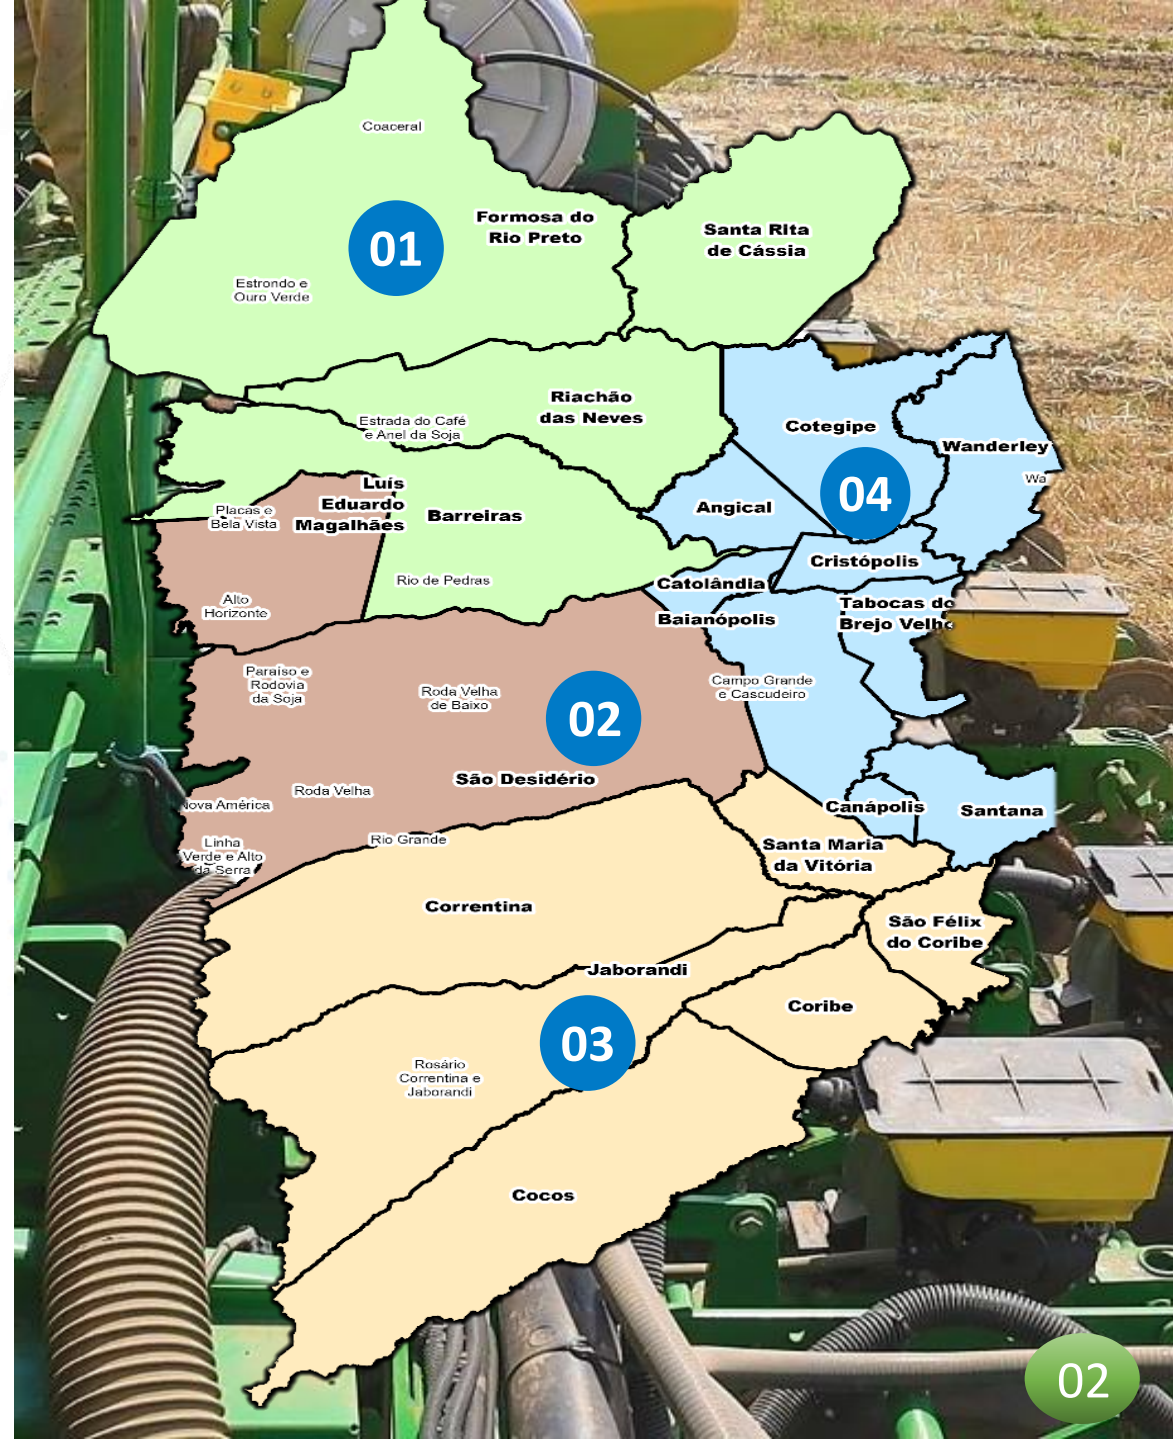 Coaceral
Formosa do
Rio Preto
01
Santa Rita
de Cássia
Estrondo e
Ouro Verde
Riachão
das Neves
Estrada do Café
e Anel da Soja
Cotegipe
Wanderley
Wa
04
Luís
Eduardo
Magalhães
Placas e
Bela Vista
Barreiras
Angical
Cristópolis
Rio de Pedras
Catolândia
Alto
Horizonte
Baianópolis
Tabocas do
Brejo Velho
Paraíso e
Rodovia
da Soja
Roda Velha
de Baixo
Campo Grande
e Cascudeiro
02
São Desidério
Roda Velha
Nova América
Canápolis
Santana
Rio Grande
Linha
Verde e Alto
da Serra
Santa Maria
da Vitória
Correntina
São Félix
do Coribe
Jaborandi
Coribe
03
Rosário
Correntina e
Jaborandi
Cocos
02